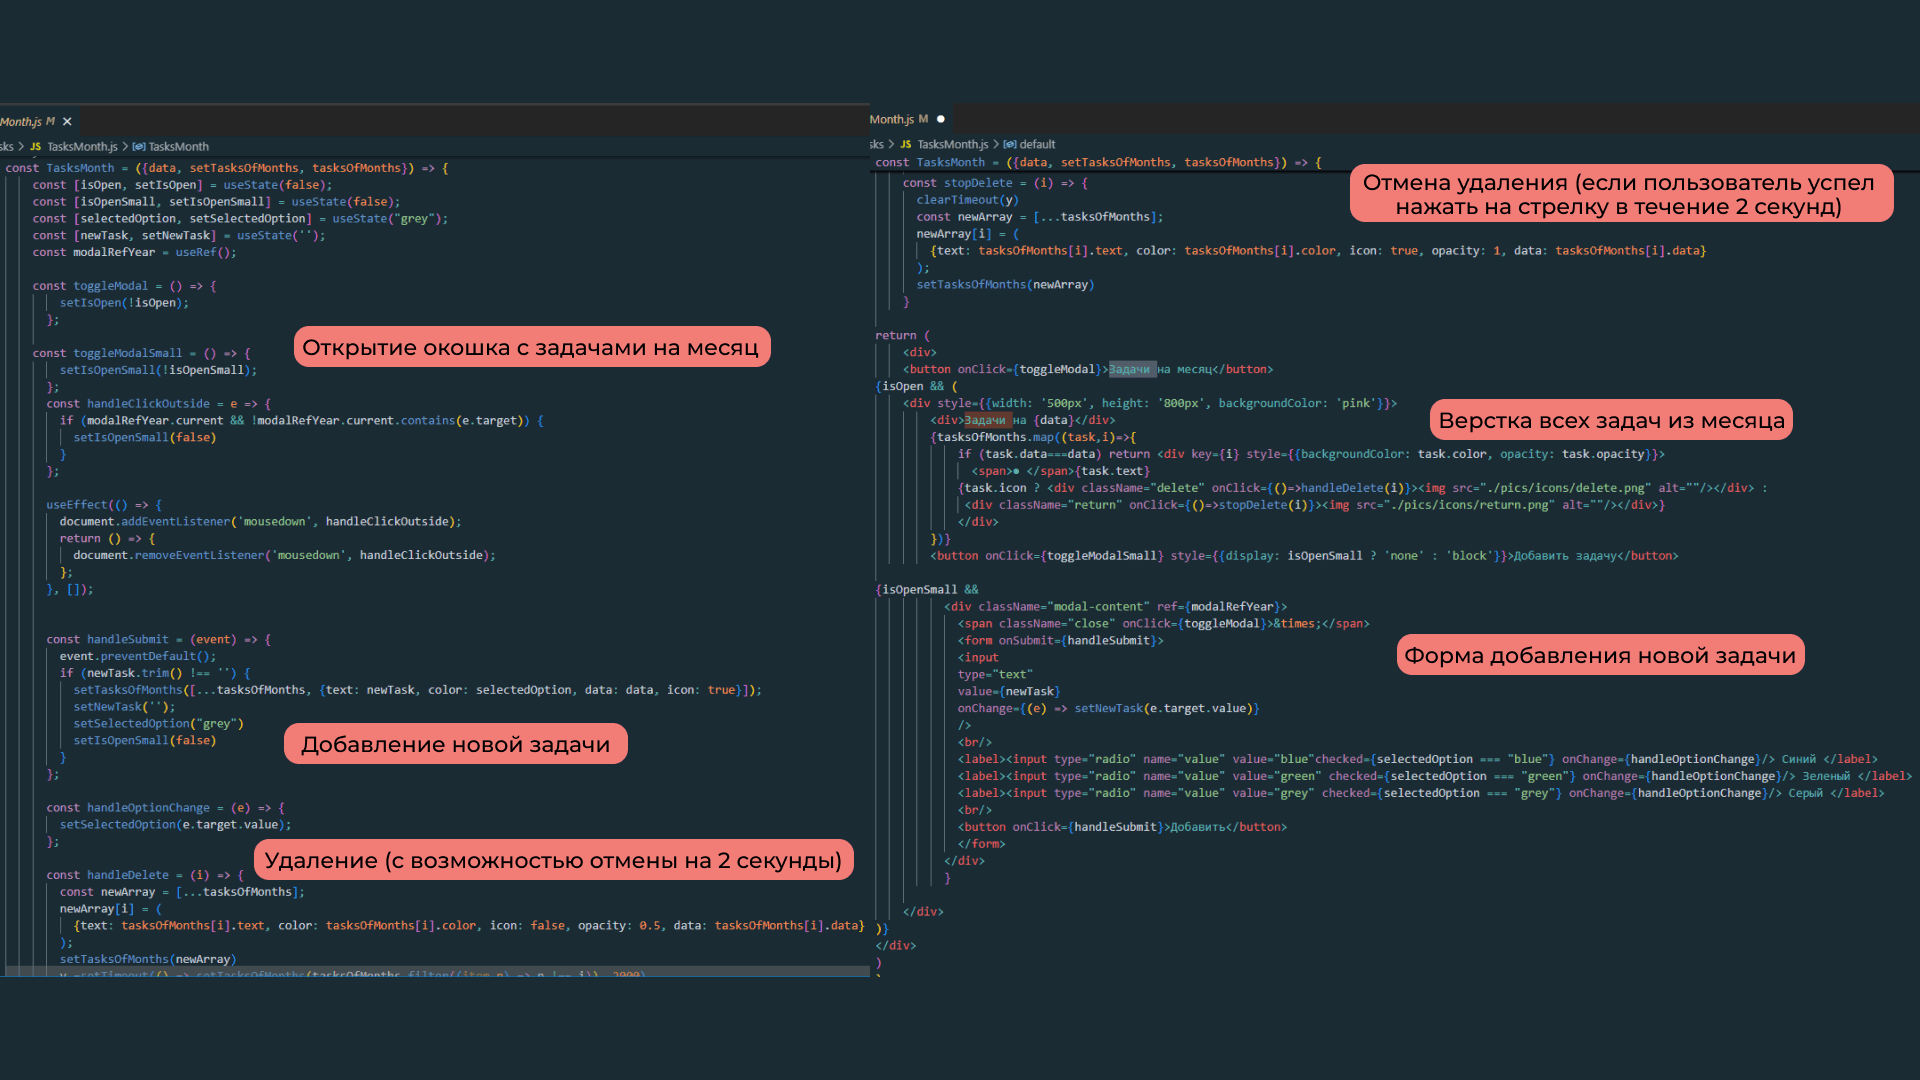 Month.js M ✕
sks > JS TasksMonth.js > TasksMonth
const TasksMonth = ({data, setTasksOfMonths, tasksOfMonths}) => {
const [isOpen, setIsOpen] = useState(false);
const [isOpenSmall, setIsOpenSmall] = useState(false);
const [selectedOption, setSelectedOption] = useState("grey");
const [newTask, setNewTask] = useState('');
const modalRefYear = useRef();
const toggleModal = () => {
setIsOpen(!isOpen);
};
Открытие окошка с задачами на месяц
const toggleModalSmall = () => {
setIsOpenSmall(!isOpenSmall);
};
const handleClickOutside = e => {
if (modalRefYear.current && !modalRefYear.current.contains(e.target)) {
setIsOpenSmall(false)
}
};
useEffect(() => {
document.addEventListener('mousedown', handleClickOutside);
return () => {
document.removeEventListener('mousedown', handleClickOutside);
};
}, []);
const handleSubmit = (event) => {
event.preventDefault();
if (newTask.trim() !== '') {
setTasksOfMonths([...tasksOfMonths, {text: newTask, color: selectedOption, data: data, icon: true}]);
setNewTask('');
setSelectedOption("grey")
setIsOpenSmall(false)
Добавление новой задачи
}
};
const handleOptionChange = (e) => {
setSelectedOption(e.target.value);
};
Удаление (с возможностью отмены на 2 секунды)
const handleDelete = (i) => {
const newArray = [...tasksOfMonths];
newArray[i] = (
{text: tasksOfMonths[i].text, color: tasksOfMonths[i].color, icon: false, opacity: 0.5, data: tasksOfMonths[i].data}
);
setTasksOfMonths(newArray)
y =setTimeout(() => setTasksOfMonths(tasksOfMonths.filter((item,n) => n !== i)), 2000)
Month.js M ●
sks > JS TasksMonth.js > default
const TasksMonth = ({data, setTasksOfMonths, tasksOfMonths}) => {
const stopDelete = (i) => {
Отмена удаления (если пользователь успел
нажать на стрелку в течение 2 секунд)
clearTimeout(y)
const newArray = [...tasksOfMonths];
newArray[i] = (
{text: tasksOfMonths[i].text, color: tasksOfMonths[i].color, icon: true, opacity: 1, data: tasksOfMonths[i].data}
);
setTasksOfMonths(newArray)
}
return (
<div>
<button onClick={toggleModal}>Задачи на месяц</button>
{isOpen && (
<div style={{width: '500px', height: '800px', backgroundColor: 'pink'}}>
<div>Задачи на {data}</div>
Верстка всех задач из месяца
{tasksOfMonths.map((task,i)=>{
if (task.data===data) return <div key={i} style={{backgroundColor: task.color, opacity: task.opacity}}>
<span>● </span>{task.text}
{task.icon ? <div className="delete" onClick={()=>handleDelete(i)}><img src="./pics/icons/delete.png" alt=""/></div> :
<div className="return" onClick={()=>stopDelete(i)}><img src="./pics/icons/return.png" alt=""/></div>}
</div>
})}
<button onClick={toggleModalSmall} style={{display: isOpenSmall ? 'none' : 'block'}}>Добавить задачу</button>
{isOpenSmall &&
<div className="modal-content" ref={modalRefYear}>
<span className="close" onClick={toggleModal}>&times;</span>
<form onSubmit={handleSubmit}>
Форма добавления новой задачи
<input
type="text"
value={newTask}
onChange={(e) => setNewTask(e.target.value)}
/>
<br/>
<label><input type="radio" name="value" value="blue"checked={selectedOption === "blue"} onChange={handleOptionChange}/> Синий </label>
<label><input type="radio" name="value" value="green" checked={selectedOption === "green"} onChange={handleOptionChange}/> Зеленый </label>
<label><input type="radio" name="value" value="grey" checked={selectedOption === "grey"} onChange={handleOptionChange}/> Серый </label>
<br/>
<button onClick={handleSubmit}>Добавить</button>
</form>
</div>
}
</div>
)}
</div>
)